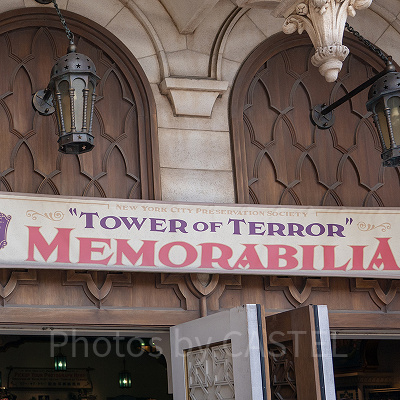 NEW YORK CITY PRESERVATION SOCIETY
"TOWER OF TERROR"
MEMORABILIA
Photos by CASTEL